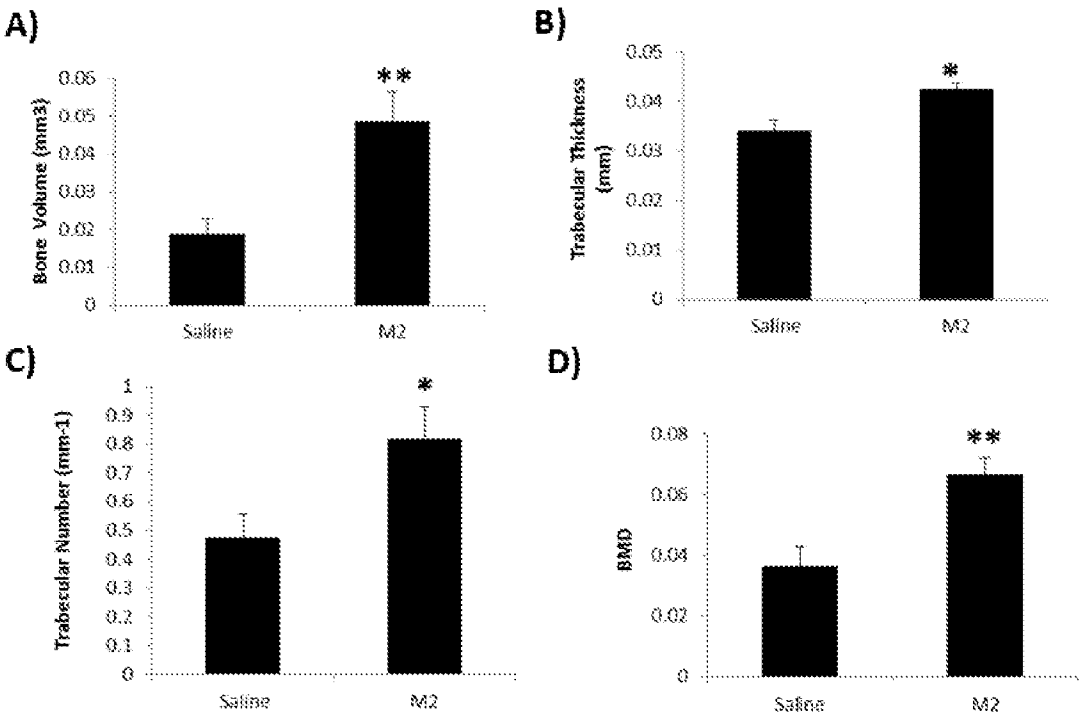 A)
Bone Volume (mm3)
0.06
0.05
0.04
0.03
0.02
0.01
0
**
Saline
M2
B)
Trabecular Thickness
(mm)
0.05
0.04
0.03
0.02
0.01
0
*
Saline
M2
C)
Trabecular Number (mm-1)
1
0.9
0.8
0.7
0.6
0.5
0.4
0.3
0.2
0.1
0
*
Saline
M2
D)
BMD
0.08
0.06
0.04
0.02
0
**
Saline
M2